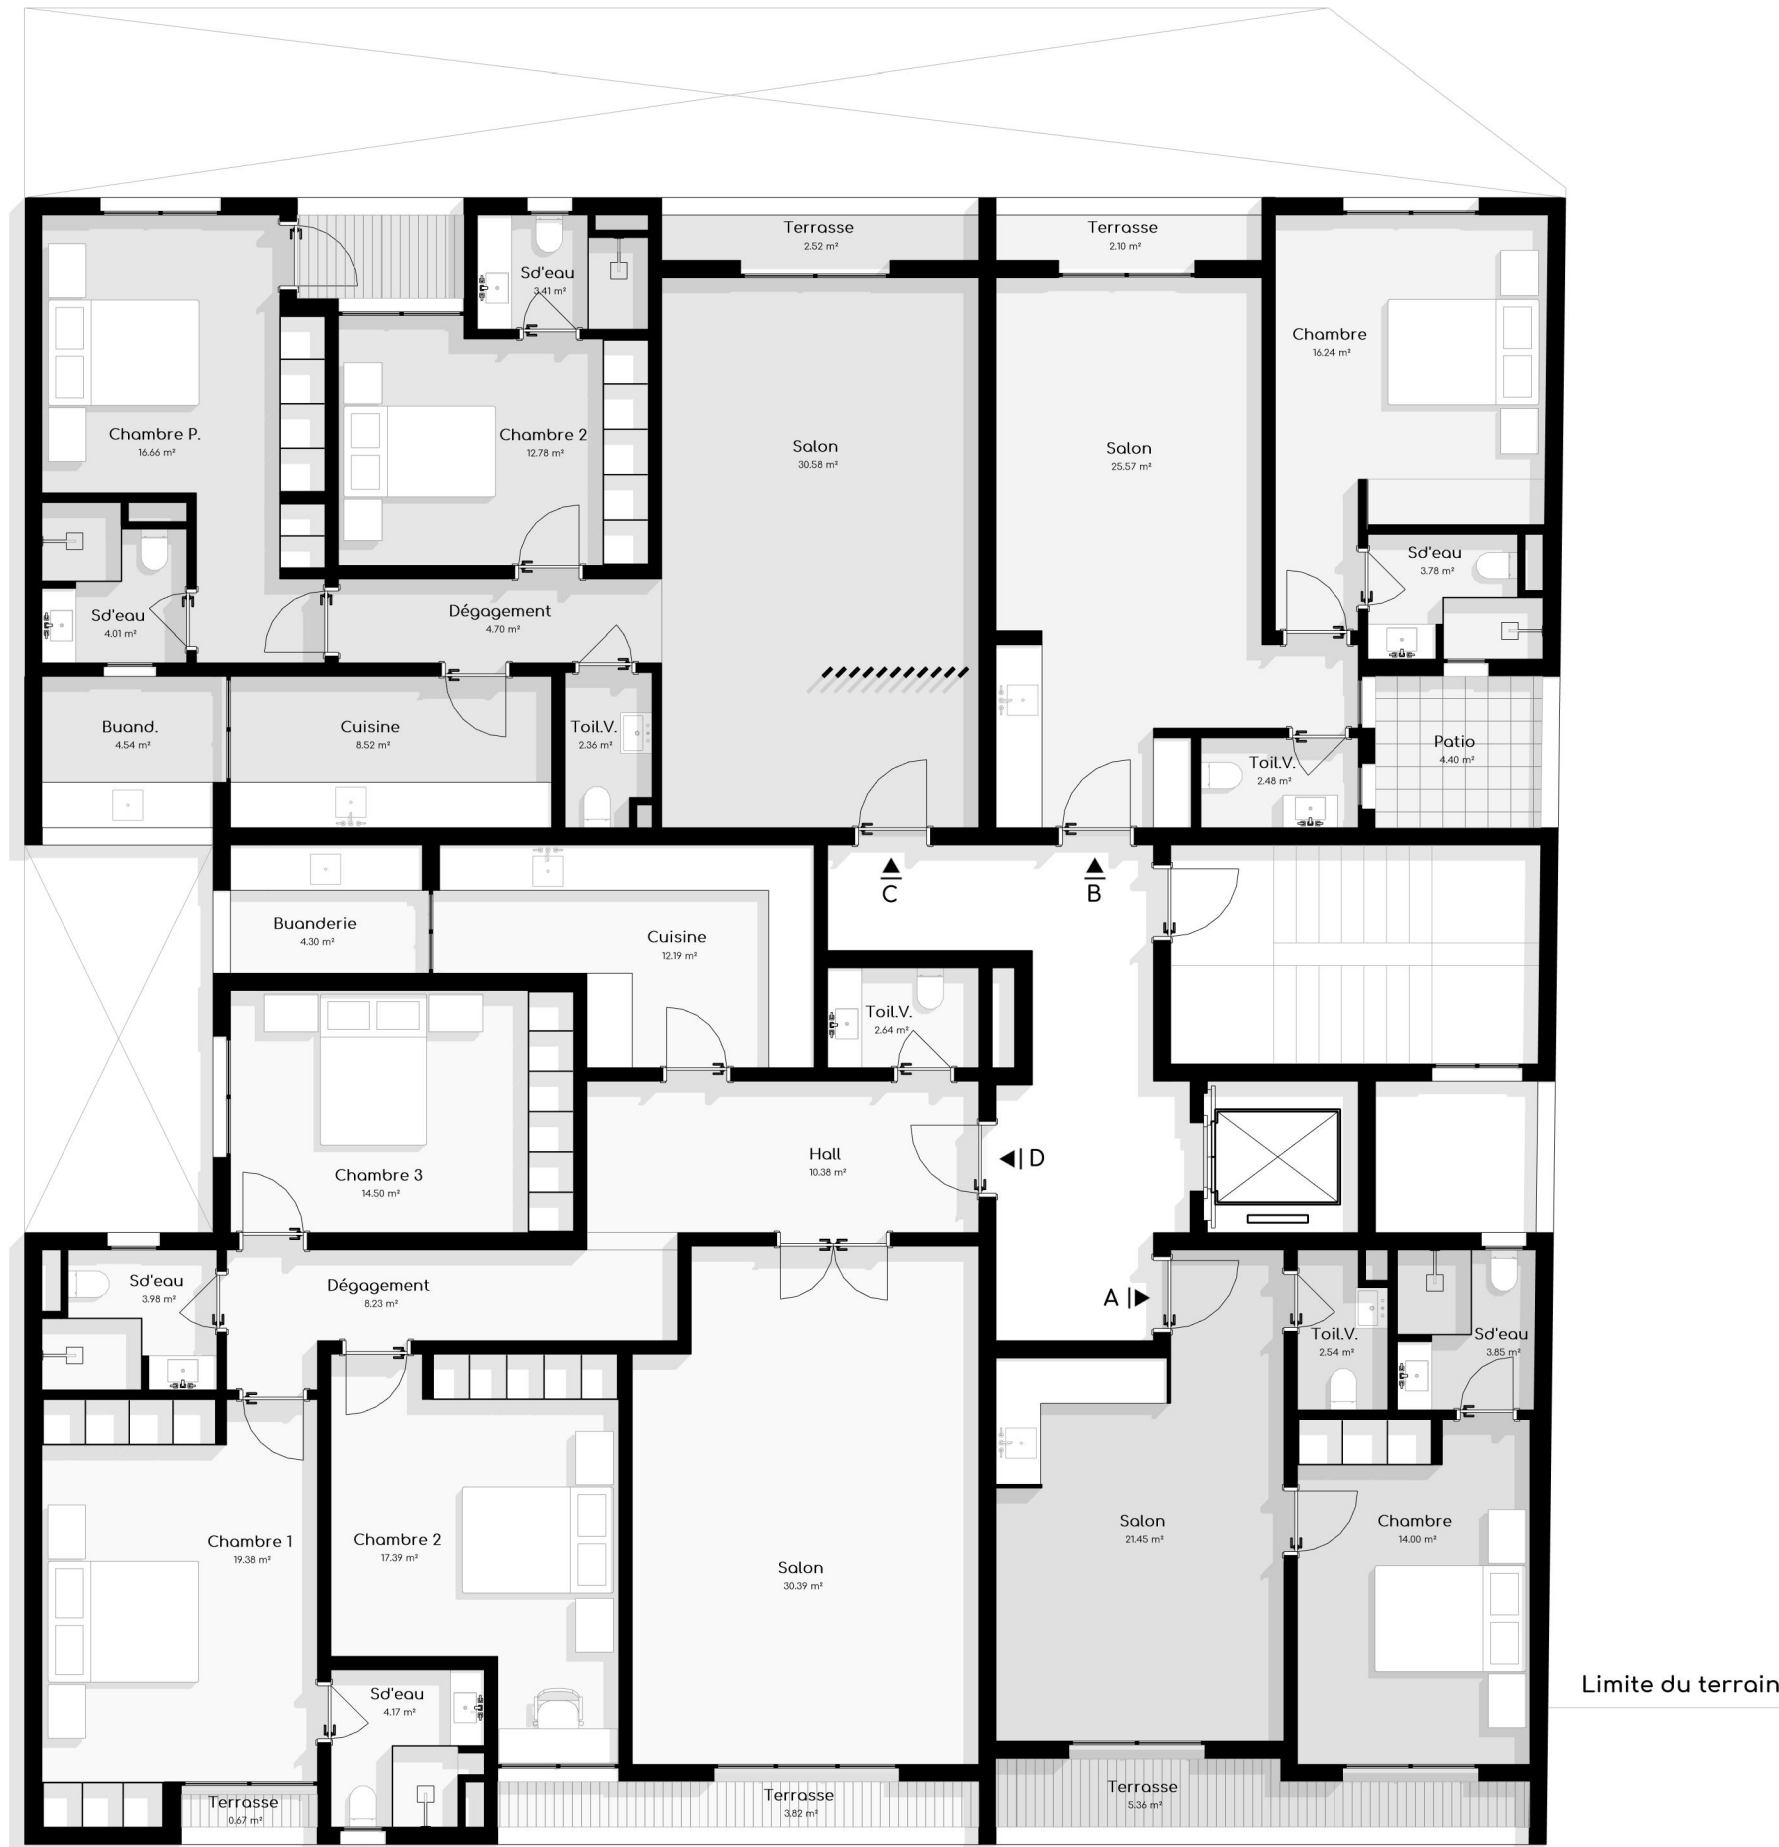 Terrasse
2.52 m²
Terrasse
2.10 m²
Sd'eau
3.41 m²
Chambre
16.24 m²
Chambre P.
16.66 m²
Chambre 2
12.78 m²
Salon
30.58 m²
Salon
25.57 m²
Sd'eau
3.78 m²
Sd'eau
4.01 m²
Dégagement
4.70 m²
Buand.
4.54 m²
Cuisine
8.52 m²
Toil.V.
2.36 m²
Toil.V.
2.48 m²
Patio
4.40 m²
C
B
Buanderie
4.30 m²
Cuisine
12.19 m²
Toil.V.
2.64 m²
Chambre 3
14.50 m²
Hall
10.38 m²
D
Sd'eau
3.98 m²
Dégagement
8.23 m²
A
Toil.V.
2.54 m²
Sd'eau
3.85 m²
Chambre 1
19.38 m²
Chambre 2
17.39 m²
Salon
30.39 m²
Salon
21.45 m²
Chambre
14.00 m²
Limite du terrain
Sd'eau
4.17 m²
Terrasse
0.67 m²
Terrasse
3.82 m²
Terrasse
5.36 m²